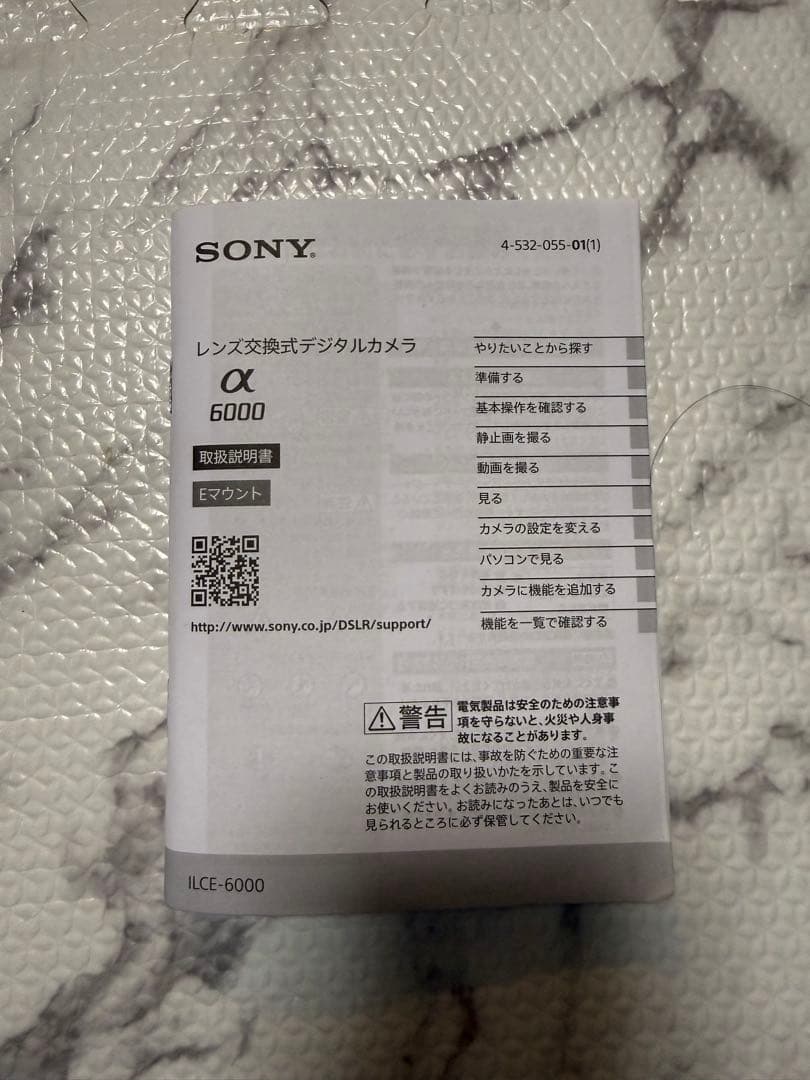 SONY®
4-532-055-01(1)
レンズ交換式デジタルカメラ
α
6000
取扱説明書
Eマウント
http://www.sony.co.jp/DSLR/support/
やりたいことから探す
準備する
基本操作を確認する
静止画を撮る
動画を撮る
見る
カメラの設定を変える
パソコンで見る
カメラに機能を追加する
機能を一覧で確認する
警告
電気製品は安全のための注意事
項を守らないと、火災や人身事
故になることがあります。
この取扱説明書には、事故を防ぐための重要な注
意事項と製品の取り扱いかたを示しています。こ
の取扱説明書をよくお読みのうえ、製品を安全に
お使いください。お読みになったあとは、いつでも
見られるところに必ず保管してください。
ILCE-6000